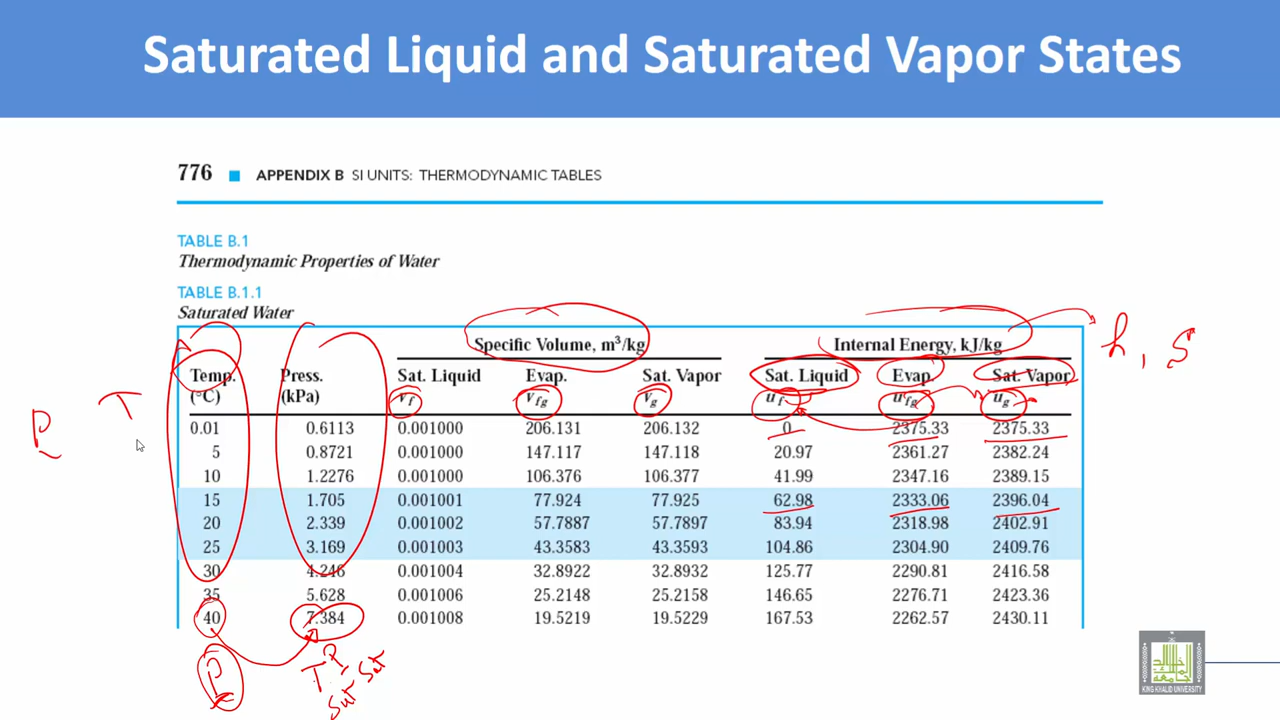 Saturated Liquid and Saturated Vapor States
776 ■ APPENDIX B SI UNITS: THERMODYNAMIC TABLES
TABLE B.1
Thermodynamic Properties of Water
TABLE B.1.1
Saturated Water
Specific Volume, m³/kg Internal Energy, kJ/kg
h, s
Temp. Press. Sat. Liquid Evap. Sat. Vapor Sat. Liquid Evap. Sat. Vapor
(°C) (kPa) vf vfg vg uf ufg ug
P T
0.01 0.6113 0.001000 206.131 206.132 0 2375.33 2375.33
5 0.8721 0.001000 147.117 147.118 20.97 2361.27 2382.24
10 1.2276 0.001000 106.376 106.377 41.99 2347.16 2389.15
15 1.705 0.001001 77.924 77.925 62.98 2333.06 2396.04
20 2.339 0.001002 57.7887 57.7897 83.94 2318.98 2402.91
25 3.169 0.001003 43.3583 43.3593 104.86 2304.90 2409.76
30 4.246 0.001004 32.8922 32.8932 125.77 2290.81 2416.58
35 5.628 0.001006 25.2148 25.2158 146.65 2276.71 2423.36
40 7.384 0.001008 19.5219 19.5229 167.53 2262.57 2430.11
P T P
Sat Sat
KING KHALID UNIVERSITY